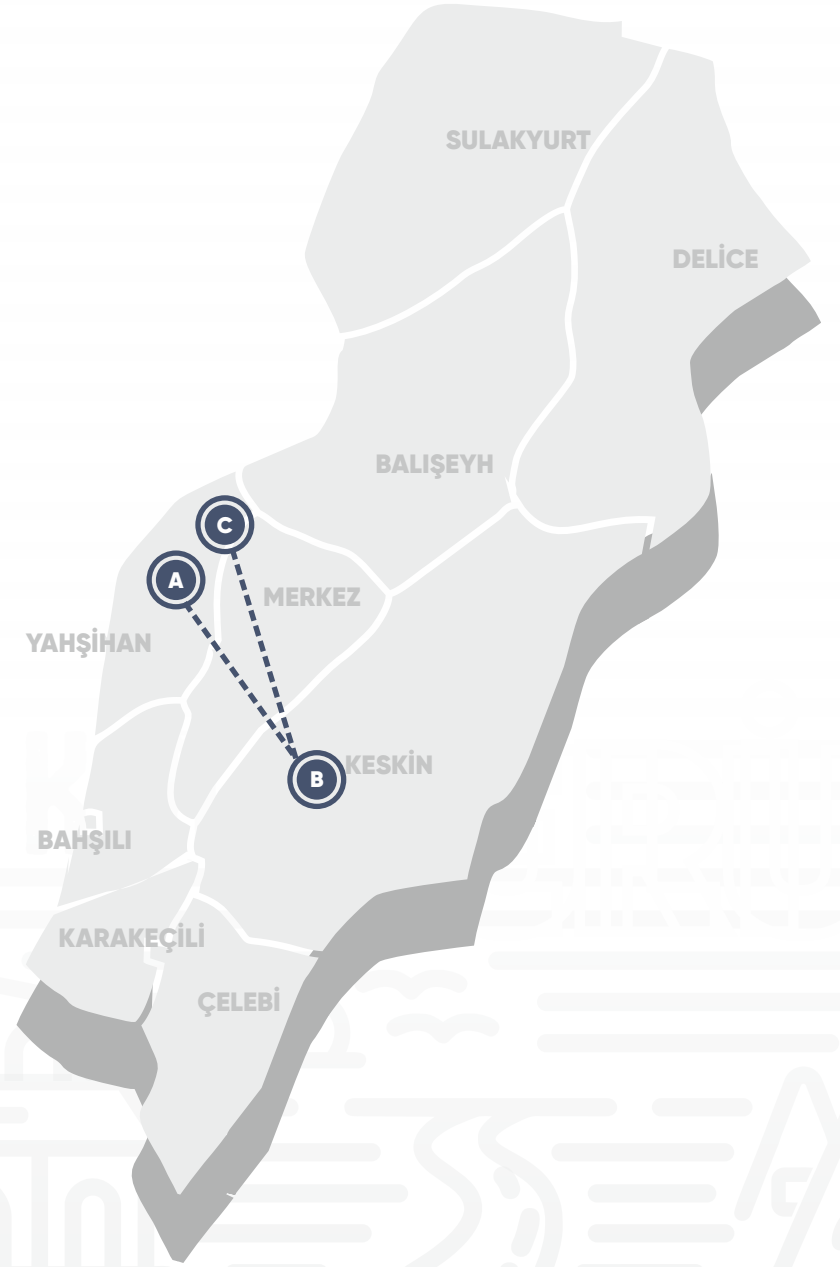 SULAKYURT
DELİCE
BALIŞEYH
C
A
MERKEZ
YAHŞİHAN
B
KESKİN
BAHŞILI
KARAKEÇİLİ
ÇELEBİ